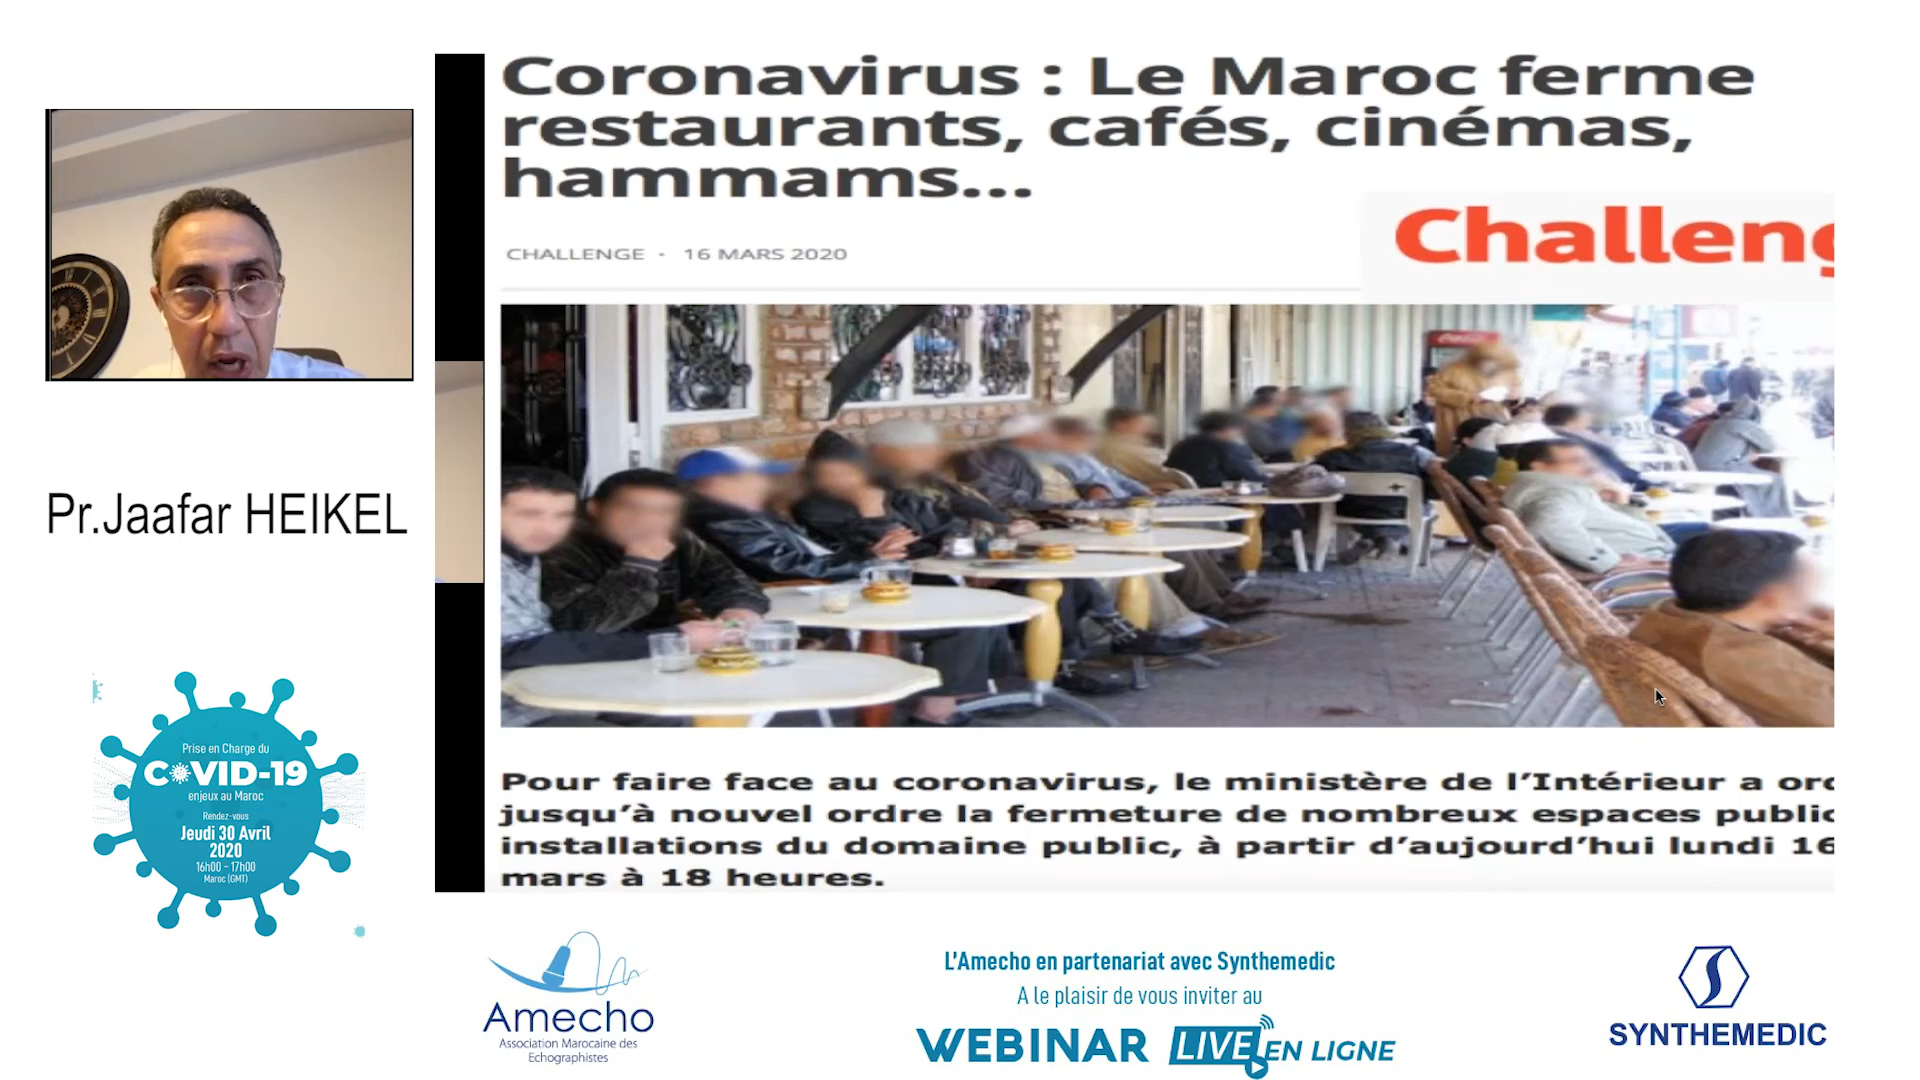 Coronavirus : Le Maroc ferme
restaurants, cafés, cinémas,
hammams...
CHALLENGE • 16 MARS 2020
Challeng
Pour faire face au coronavirus, le ministère de l'Intérieur a ord
jusqu'à nouvel ordre la fermeture de nombreux espaces public
installations du domaine public, à partir d'aujourd'hui lundi 16
mars à 18 heures.
Pr.Jaafar HEIKEL
Prise en Charge du
COVID-19
enjeux au Maroc
Rendez-vous
Jeudi 30 Avril
2020
16h00 - 17h00
Maroc (GMT)
Amecho
Association Marocaine des
Echographistes
L'Amecho en partenariat avec Synthemedic
A le plaisir de vous inviter au
WEBINAR LIVE EN LIGNE
SYNTHEMEDIC